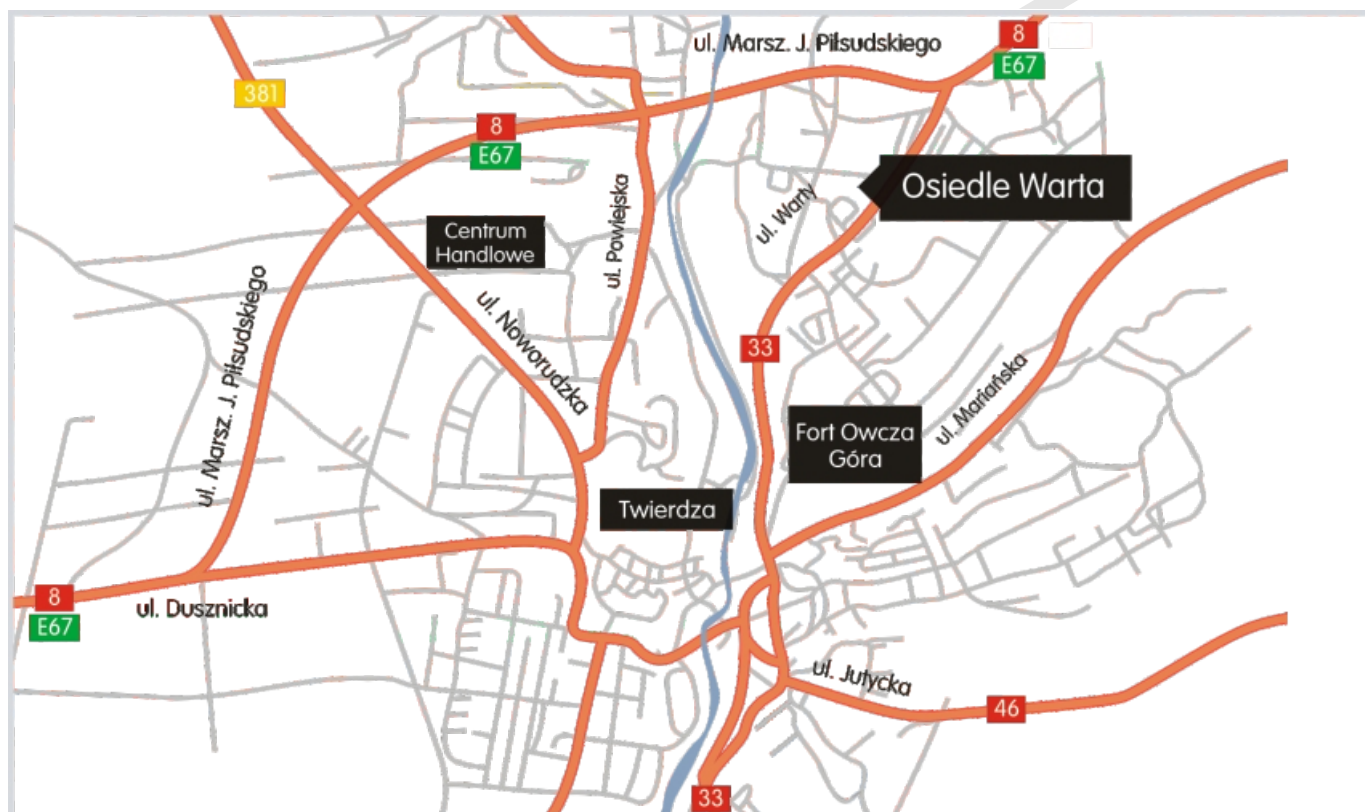 ul. Marsz. J. Piłsudskiego
8
E67
381
8
E67
Osiedle Warta
ul. Warty
Centrum
Handlowe
ul. Powiejska
ul. Noworudzka
ul. Marsz. J. Piłsudskiego
33
ul. Mariańska
Fort Owcza
Góra
Twierdza
8
E67
ul. Dusznicka
ul. Jutycka
46
33